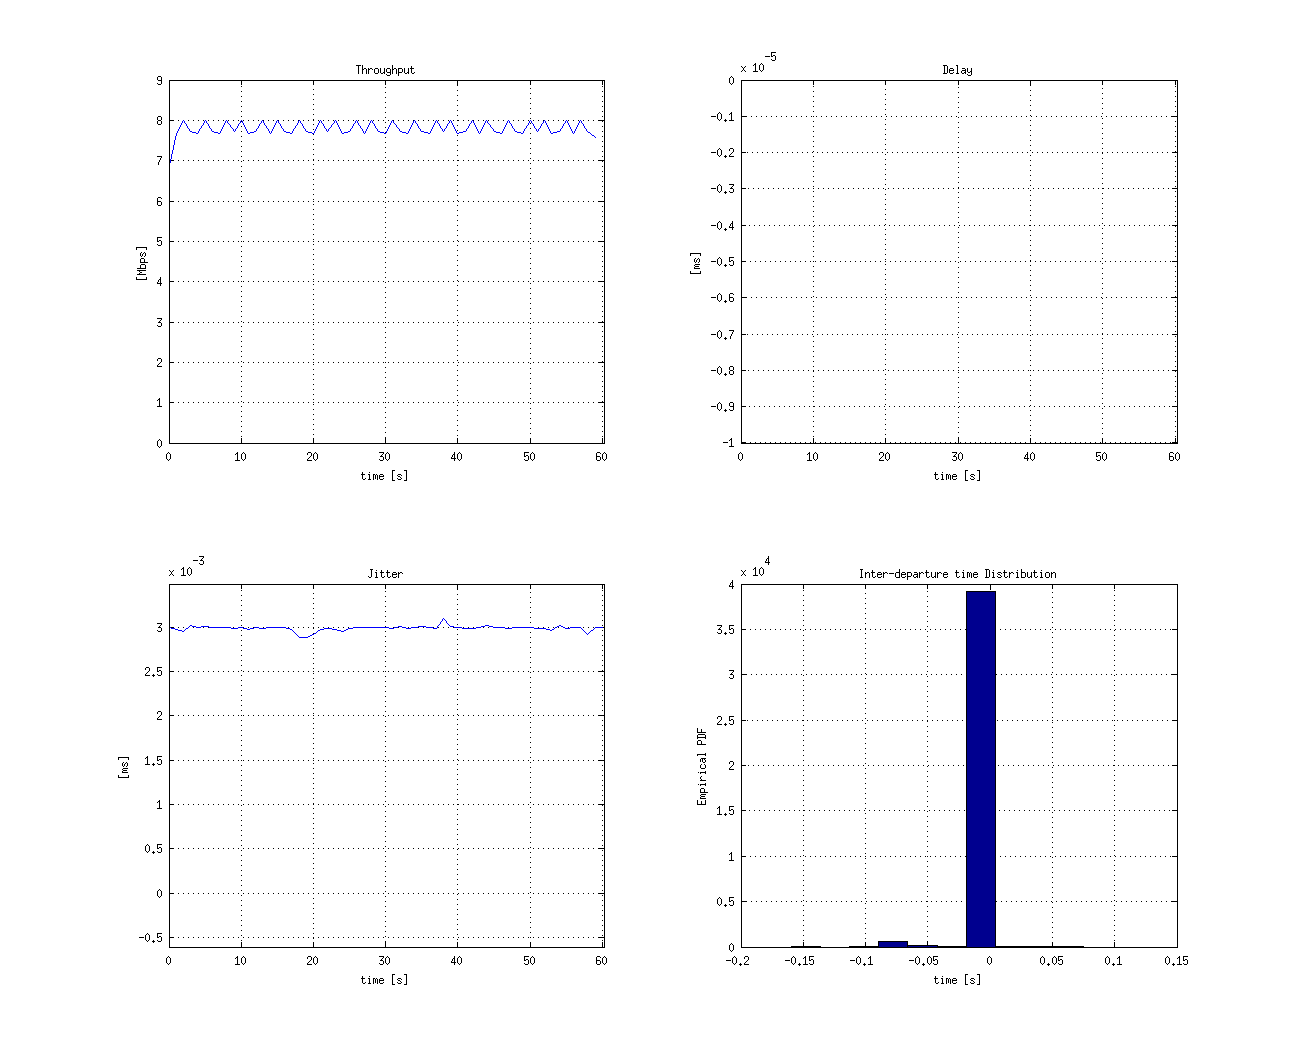 Throughput
9
8
7
6
5
4
3
2
1
0
[Mbps]
0 10 20 30 40 50 60
time [s]
x 10^-5
Delay
0
-0.1
-0.2
-0.3
-0.4
-0.5
-0.6
-0.7
-0.8
-0.9
-1
[ms]
0 10 20 30 40 50 60
time [s]
x 10^-3
Jitter
3
2.5
2
1.5
1
0.5
0
-0.5
[ms]
0 10 20 30 40 50 60
time [s]
x 10^4
Inter-departure time Distribution
4
3.5
3
2.5
2
1.5
1
0.5
0
Empirical PDF
-0.2 -0.15 -0.1 -0.05 0 0.05 0.1 0.15
time [s]